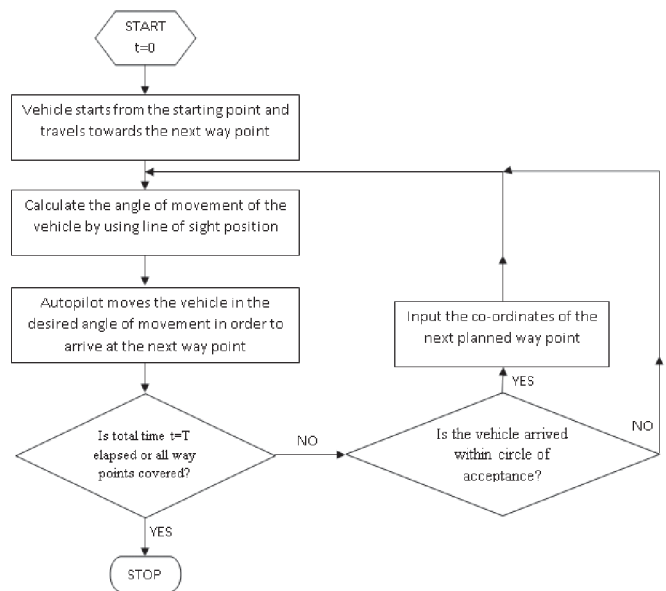 START
t=0
Vehicle starts from the starting point and
travels towards the next way point
Calculate the angle of movement of the
vehicle by using line of sight position
Autopilot moves the vehicle in the
desired angle of movement in order to
arrive at the next way point
Input the co-ordinates of the
next planned way point
YES
Is total time t=T
elapsed or all way
points covered?
NO
Is the vehicle arrived
within circle of
acceptance?
NO
YES
STOP